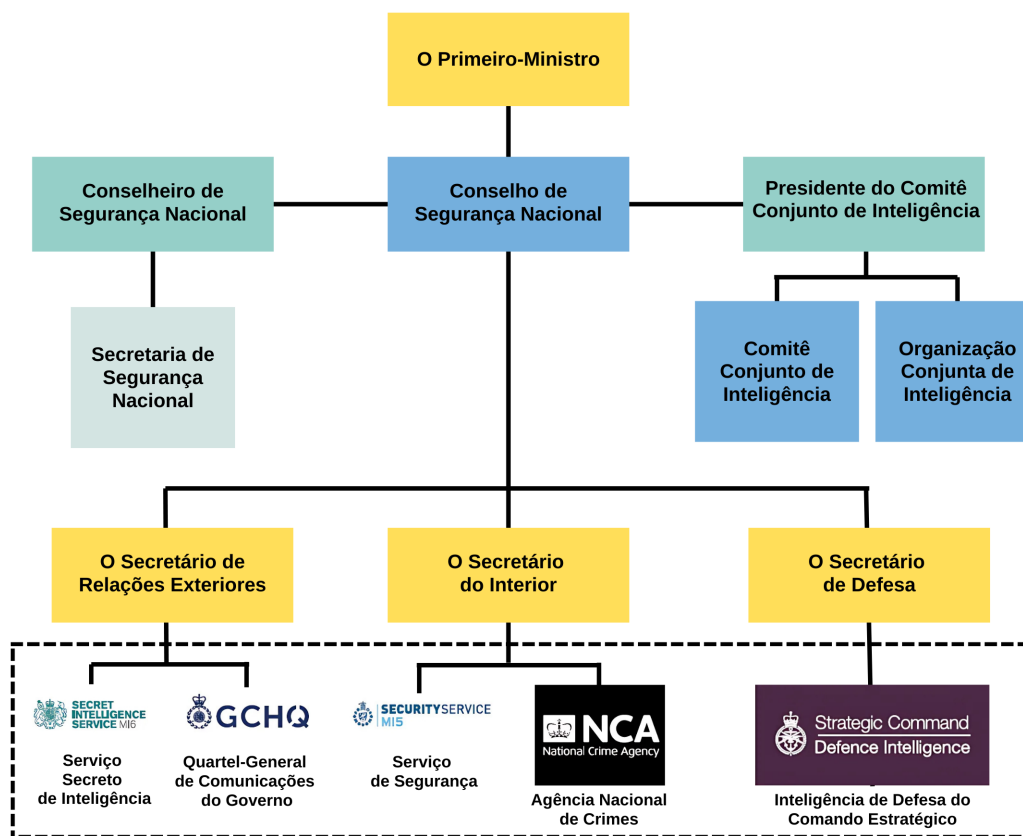 O Primeiro-Ministro
Conselheiro de
Segurança Nacional
Conselho de
Segurança Nacional
Presidente do Comitê
Conjunto de Inteligência
Secretaria de
Segurança
Nacional
Comitê
Conjunto de
Inteligência
Organização
Conjunta de
Inteligência
O Secretário de
Relações Exteriores
O Secretário
do Interior
O Secretário
de Defesa
SECRET
INTELLIGENCE
SERVICE MI6
GCHQ
SECURITY SERVICE
MI5
NCA
National Crime Agency
Strategic Command
Defence Intelligence
Serviço
Secreto
de Inteligência
Quartel-General
de Comunicações
do Governo
Serviço
de Segurança
Agência Nacional
de Crimes
Inteligência de Defesa do
Comando Estratégico